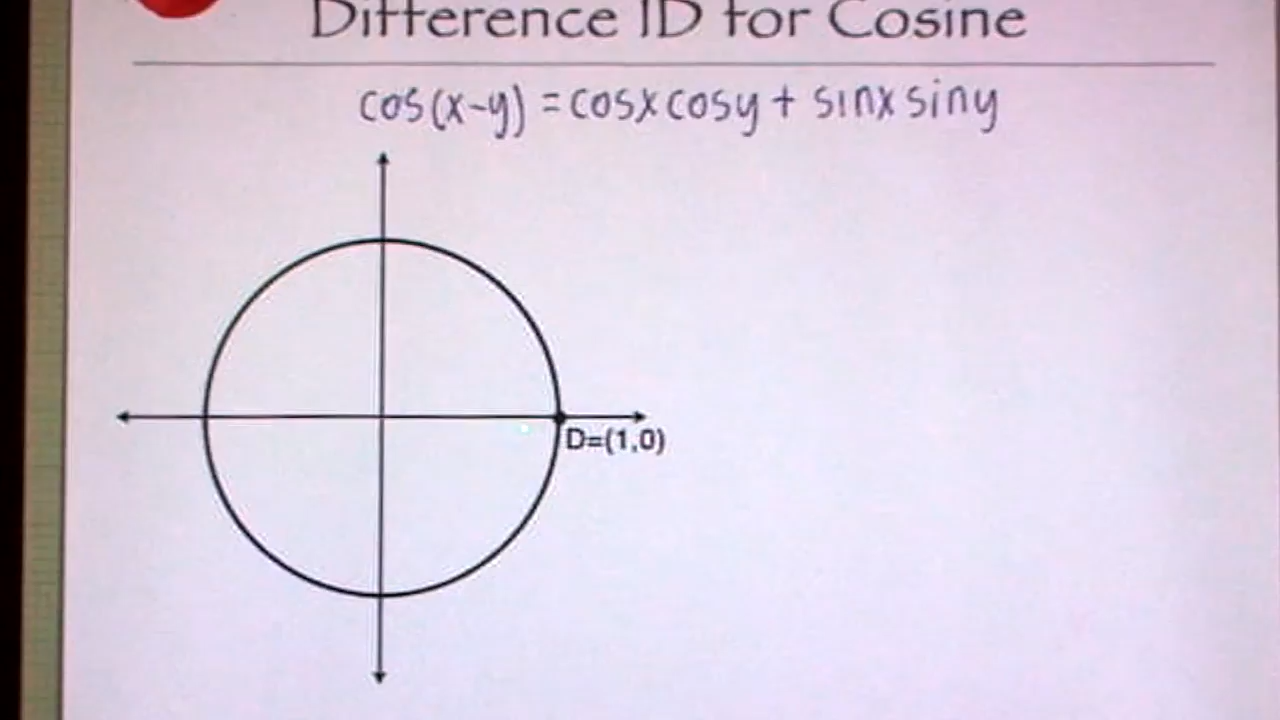 Difference ID for Cosine
cos(x-y) = cosx cosy + sinx siny
D=(1,0)